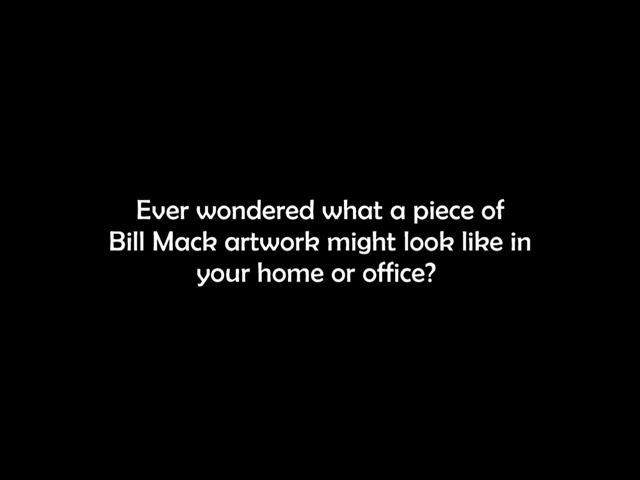 Ever wondered what a piece of
Bill Mack artwork might look like in
your home or office?